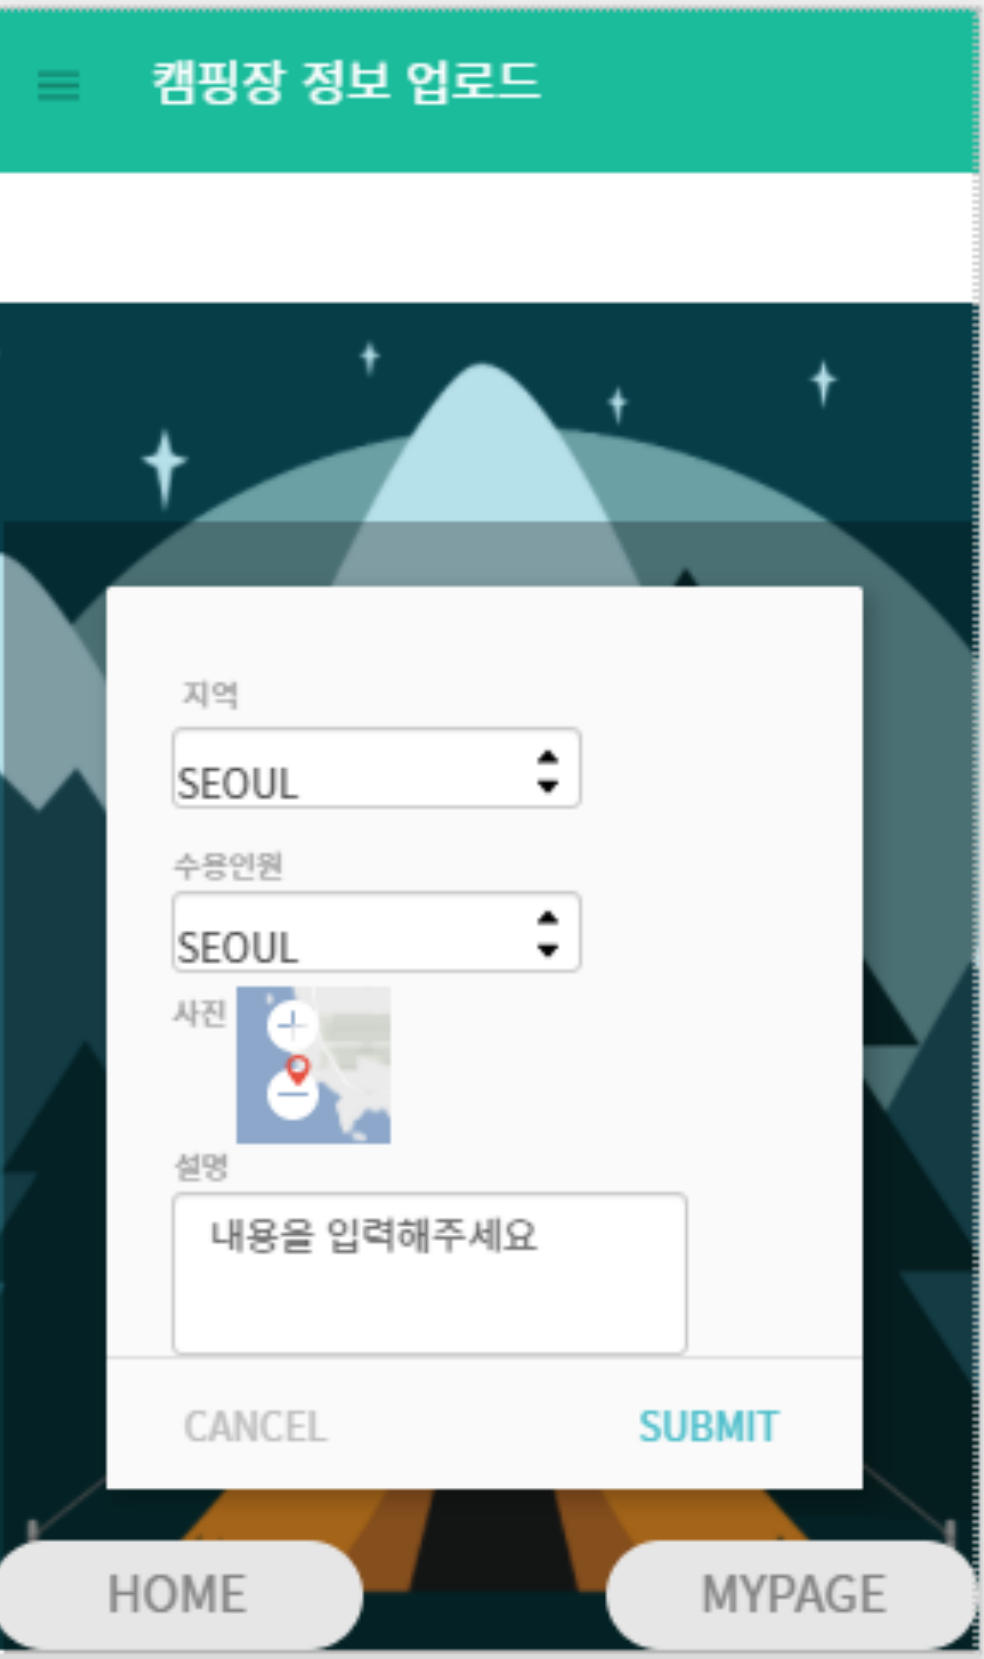 캠핑장 정보 업로드
지역
SEOUL
수용인원
SEOUL
사진
설명
내용을 입력해주세요
CANCEL
SUBMIT
HOME
MYPAGE